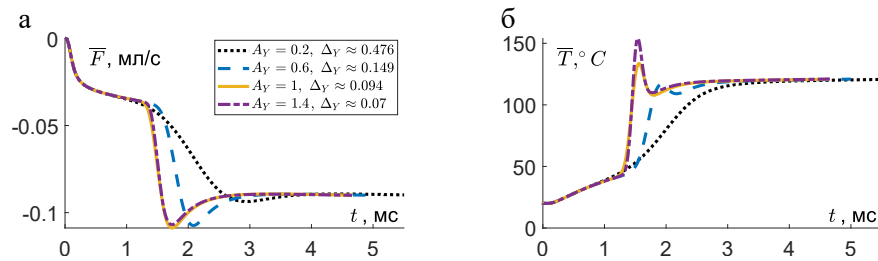 а
0
-0.05
-0.1
F̅, мл/с
A_Y = 0.2, Δ_Y ≈ 0.476
A_Y = 0.6, Δ_Y ≈ 0.149
A_Y = 1, Δ_Y ≈ 0.094
A_Y = 1.4, Δ_Y ≈ 0.07
t, мс
0 1 2 3 4 5
б
150
100
50
0
T̅, °C
t, мс
0 1 2 3 4 5